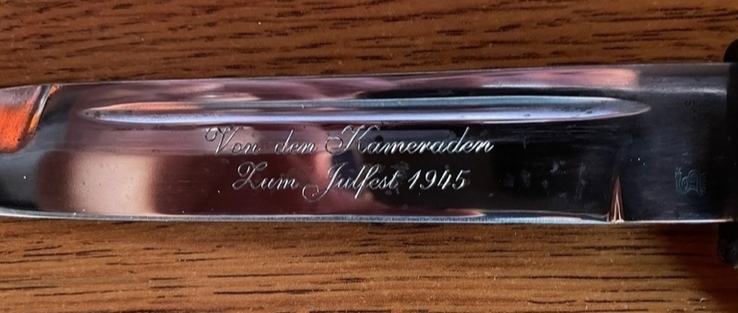 Von den Kameraden
Zum Julfest 1945